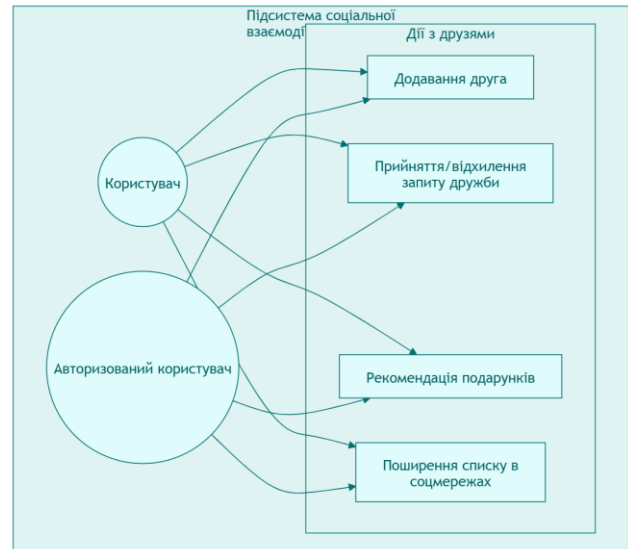 Підсистема соціальної
взаємоді
Дії з друзями
Додавання друга
Користувач
Прийняття/відхилення
запиту дружби
Авторизований користувач
Рекомендація подарунків
Поширення списку в
соцмережах